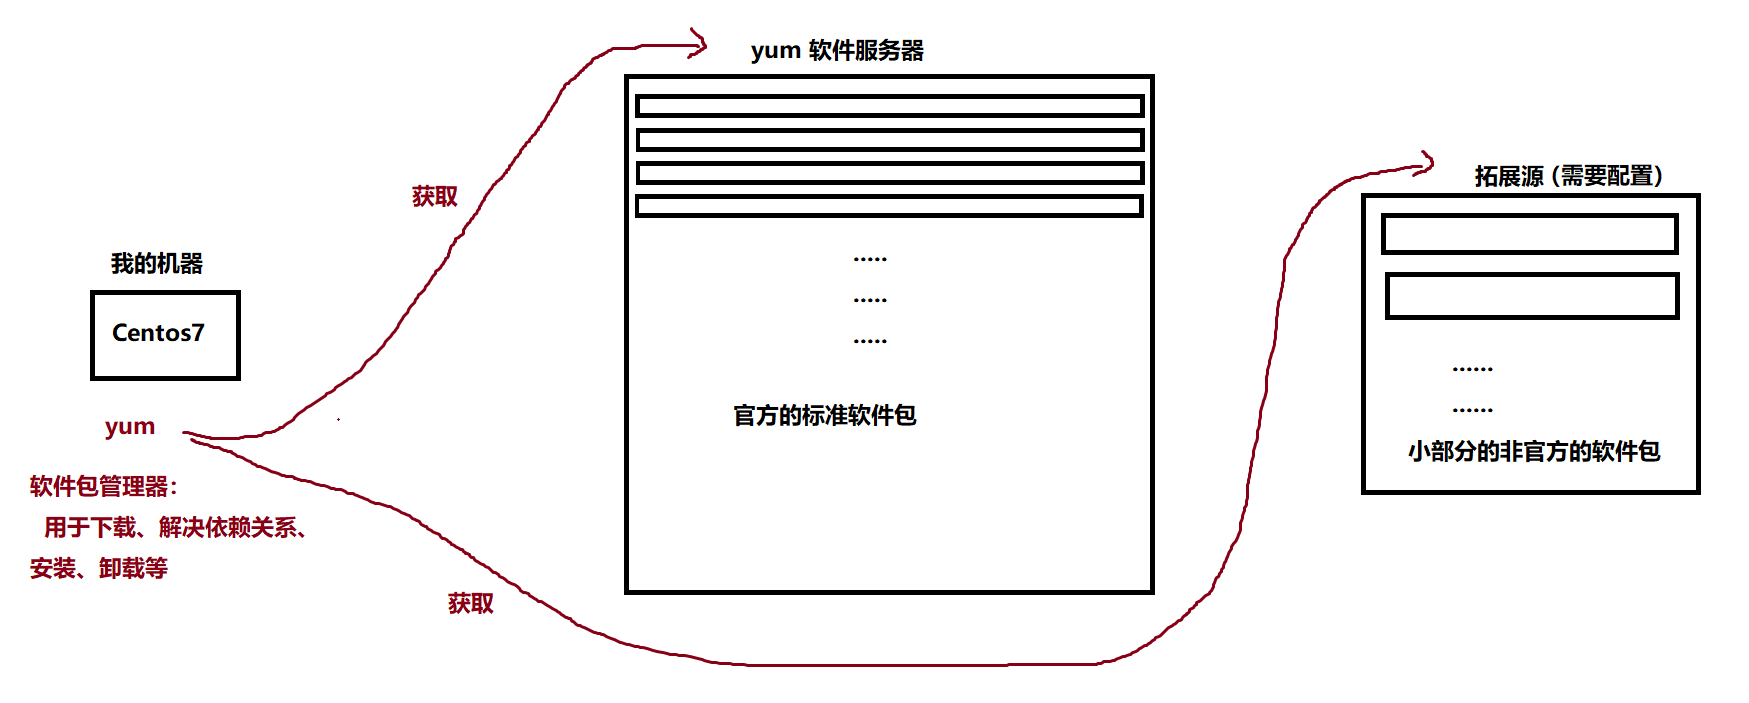 yum 软件服务器
获取
拓展源（需要配置）
我的机器
Centos7
.....
.....
.....
......
......
官方的标准软件包
小部分的非官方的软件包
yum
软件包管理器：
用于下载、解决依赖关系、
安装、卸载等
获取